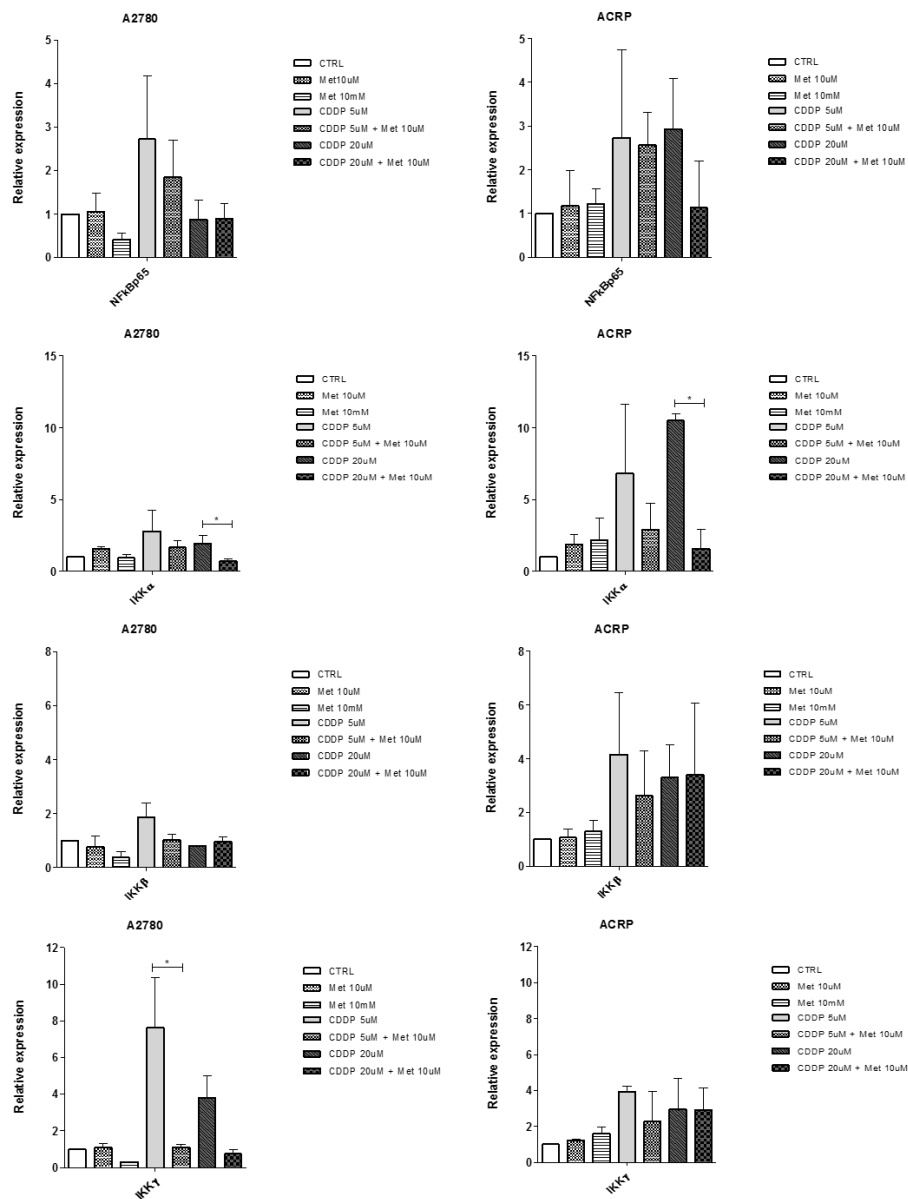 A2780
Relative expression
5
4
3
2
1
0
NFkBp65
CTRL
Met10uM
Met 10mM
CDDP 5uM
CDDP 5uM + Met 10uM
CDDP 20uM
CDDP 20uM + Met 10uM
ACRP
Relative expression
5
4
3
2
1
0
NFkBp65
CTRL
Met 10uM
Met 10mM
CDDP 5uM
CDDP 5uM + Met 10uM
CDDP 20uM
CDDP 20uM + Met 10uM
A2780
Relative expression
15
10
5
0
*
IKKα
CTRL
Met 10uM
Met 10mM
CDDP 5uM
CDDP 5uM + Met 10uM
CDDP 20uM
CDDP 20uM + Met 10uM
ACRP
Relative expression
15
10
5
0
*
IKKα
CTRL
Met 10uM
Met 10mM
CDDP 5uM
CDDP 5uM + Met 10uM
CDDP 20uM
CDDP 20uM + Met 10uM
A2780
Relative expression
8
6
4
2
0
IKKβ
CTRL
Met 10uM
Met 10mM
CDDP 5uM
CDDP 5uM + Met 10uM
CDDP 20uM
CDDP 20uM + Met 10uM
ACRP
Relative expression
8
6
4
2
0
IKKβ
CTRL
Met 10uM
Met 10mM
CDDP 5uM
CDDP 5uM + Met 10uM
CDDP 20uM
CDDP 20uM + Met 10uM
A2780
Relative expression
12
10
8
6
4
2
0
*
IKKγ
CTRL
Met 10uM
Met 10mM
CDDP 5uM
CDDP 5uM + Met 10uM
CDDP 20uM
CDDP 20uM + Met 10uM
ACRP
Relative expression
12
10
8
6
4
2
0
IKKγ
CTRL
Met 10uM
Met 10mM
CDDP 5uM
CDDP 5uM + Met 10uM
CDDP 20uM
CDDP 20uM + Met 10uM